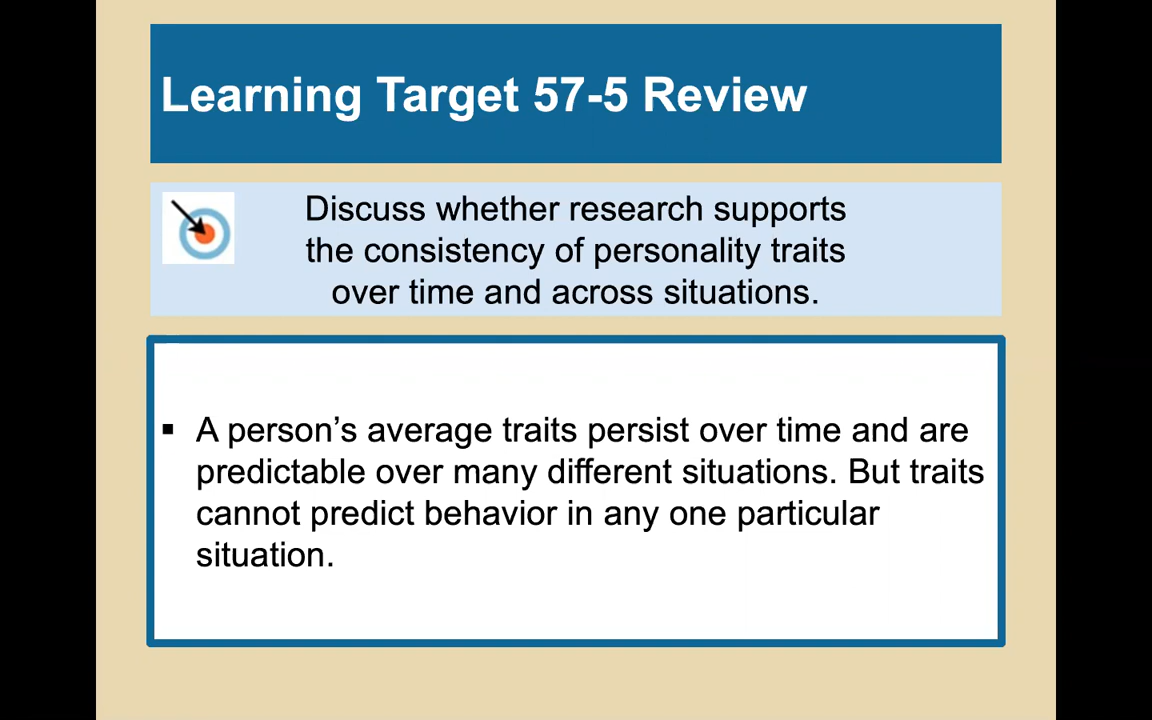 Learning Target 57-5 Review
Discuss whether research supports
the consistency of personality traits
over time and across situations.
▪ A person’s average traits persist over time and are
predictable over many different situations. But traits
cannot predict behavior in any one particular
situation.